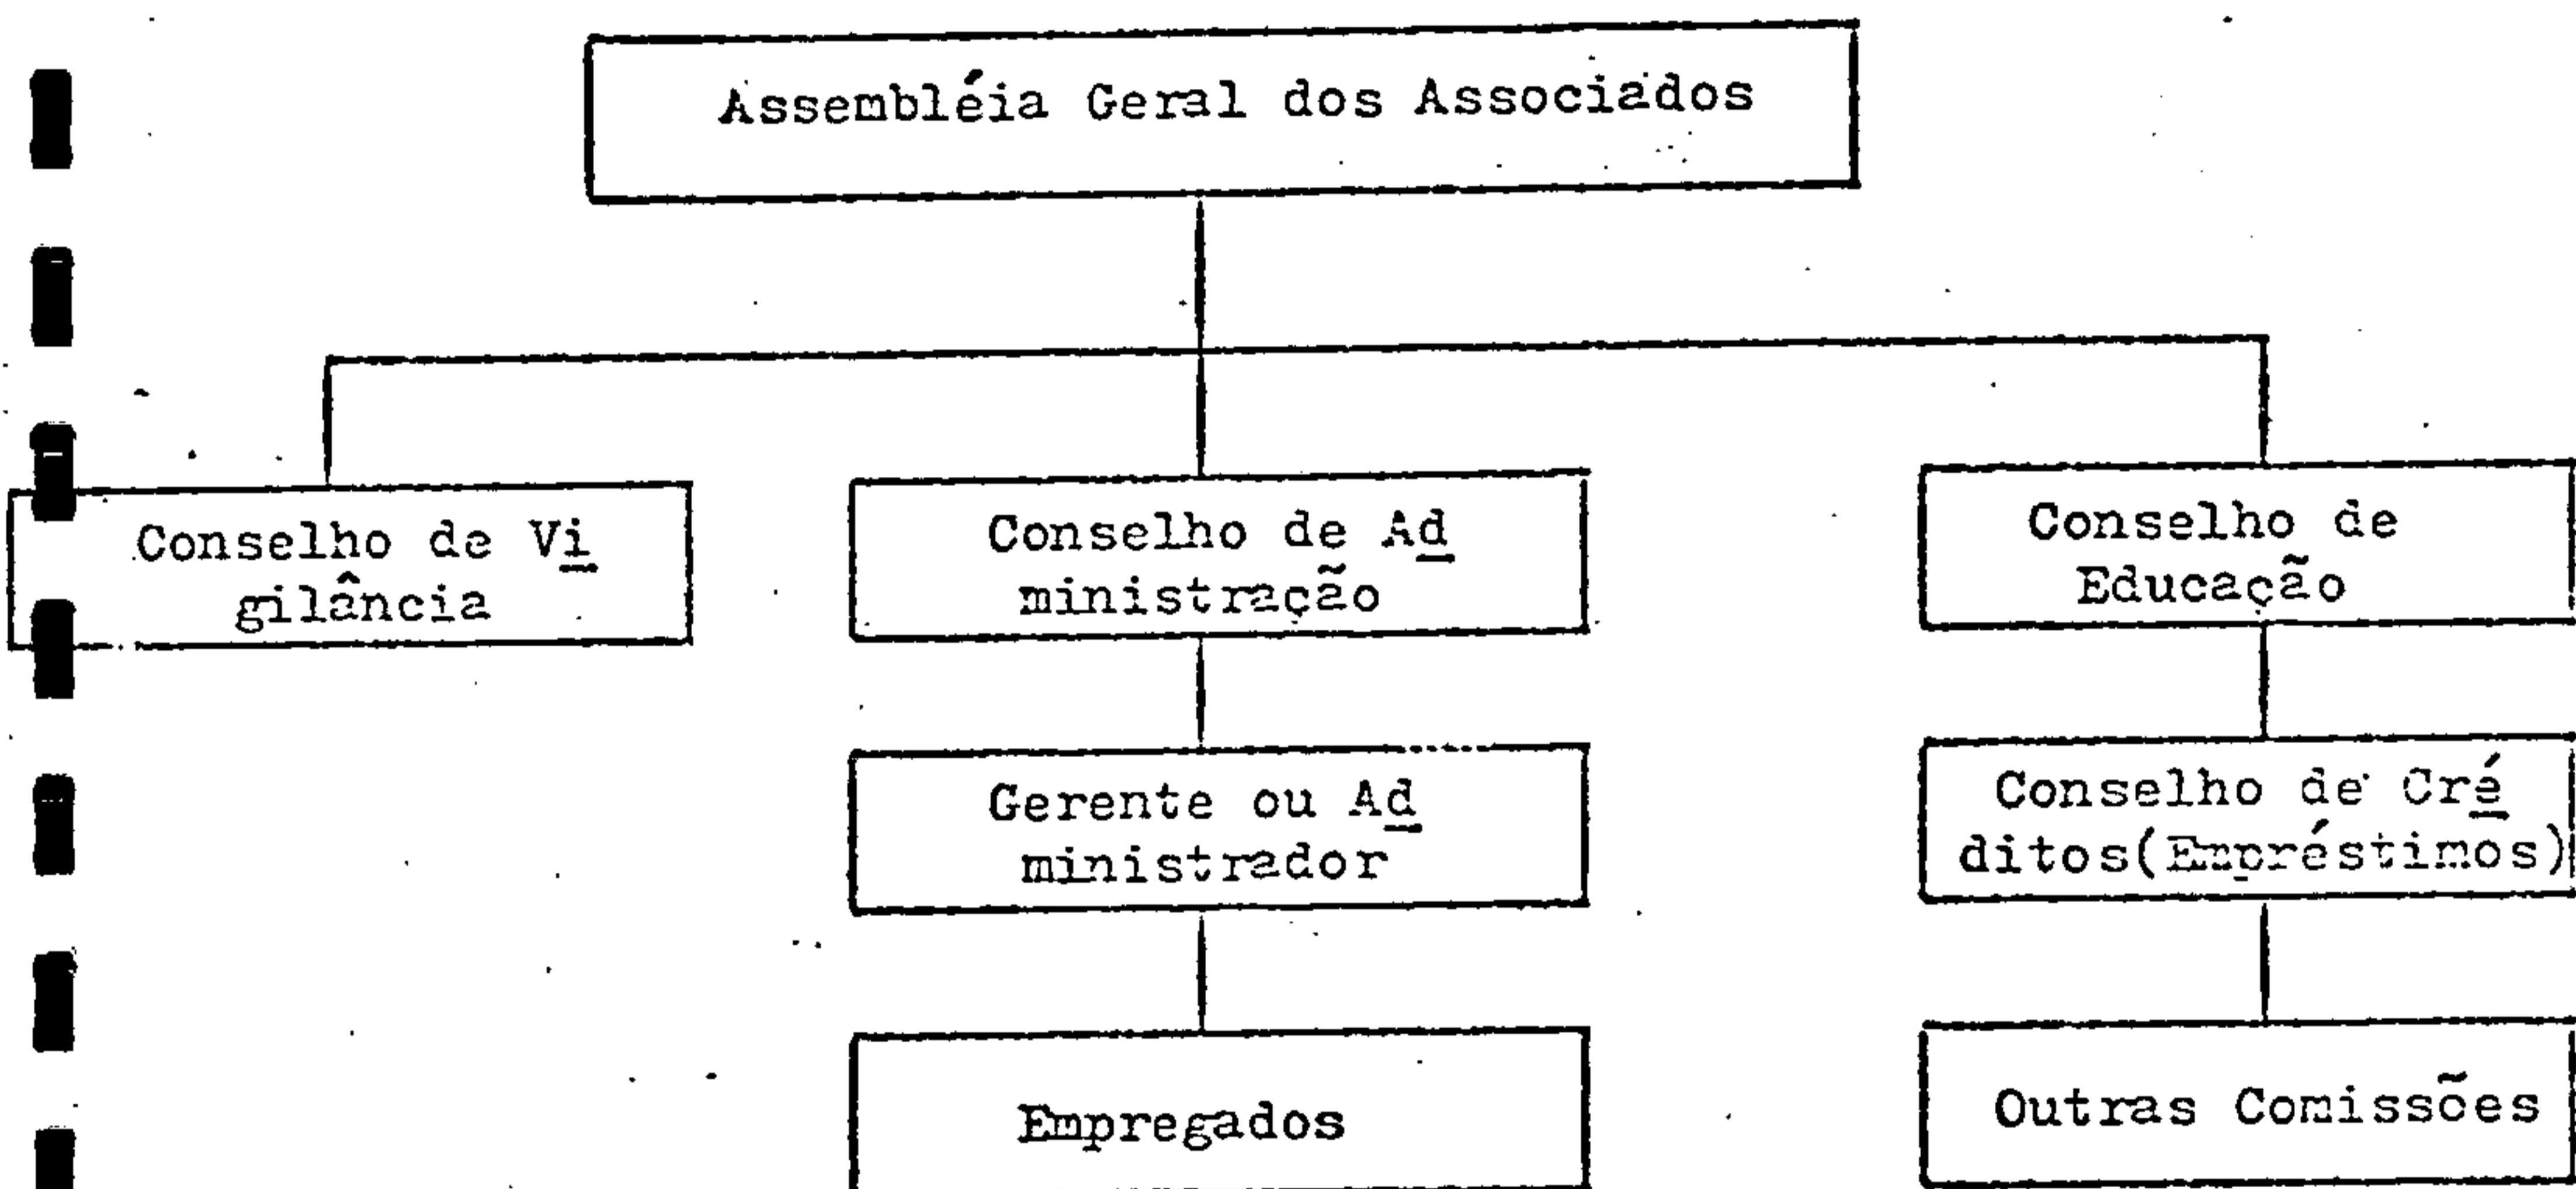 Assembléia Geral dos Associados
Conselho de Vi
gilância
Conselho de Ad
ministração
Conselho de
Educação
Gerente ou Ad
ministrador
Conselho de Cré
ditos(Empréstimos)
Empregados
Outras Comissões